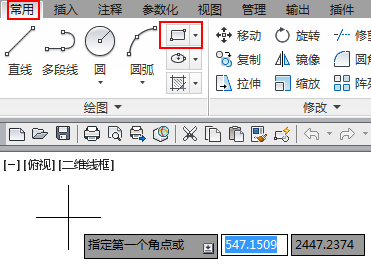 常用 插入 注释 参数化 视图 管理 输出 插件
直线 多段线 圆 圆弧
移动 旋转
复制 镜像
拉伸 缩放
绘图 修改
[−] [俯视] [二维线框]
指定第一个角点或 547.1509 2447.2374